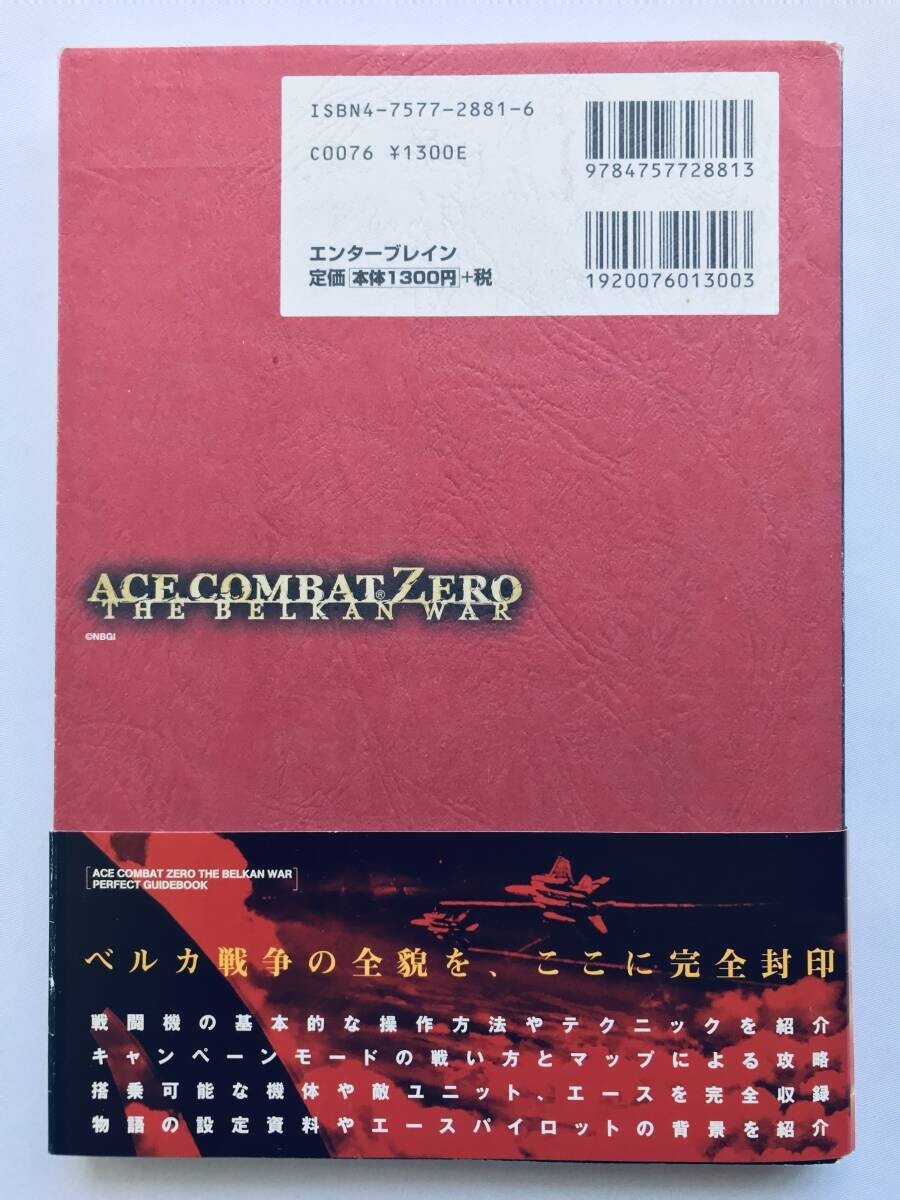 ISBN4-7577-2881-6
C0076 ¥1300E
9784757728813
エンターブレイン
定価 本体1300円 +税
1920076013003
ACE COMBAT® ZERO
THE BELKAN WAR
©NBGI
[ACE COMBAT ZERO THE BELKAN WAR
PERFECT GUIDEBOOK]
ベルカ戦争の全貌を、ここに完全封印
戦闘機の基本的な操作方法やテクニックを紹介
キャンペーンモードの戦い方とマップによる攻略
搭乗可能な機体や敵ユニット、エースを完全収録
物語の設定資料やエースパイロットの背景を紹介